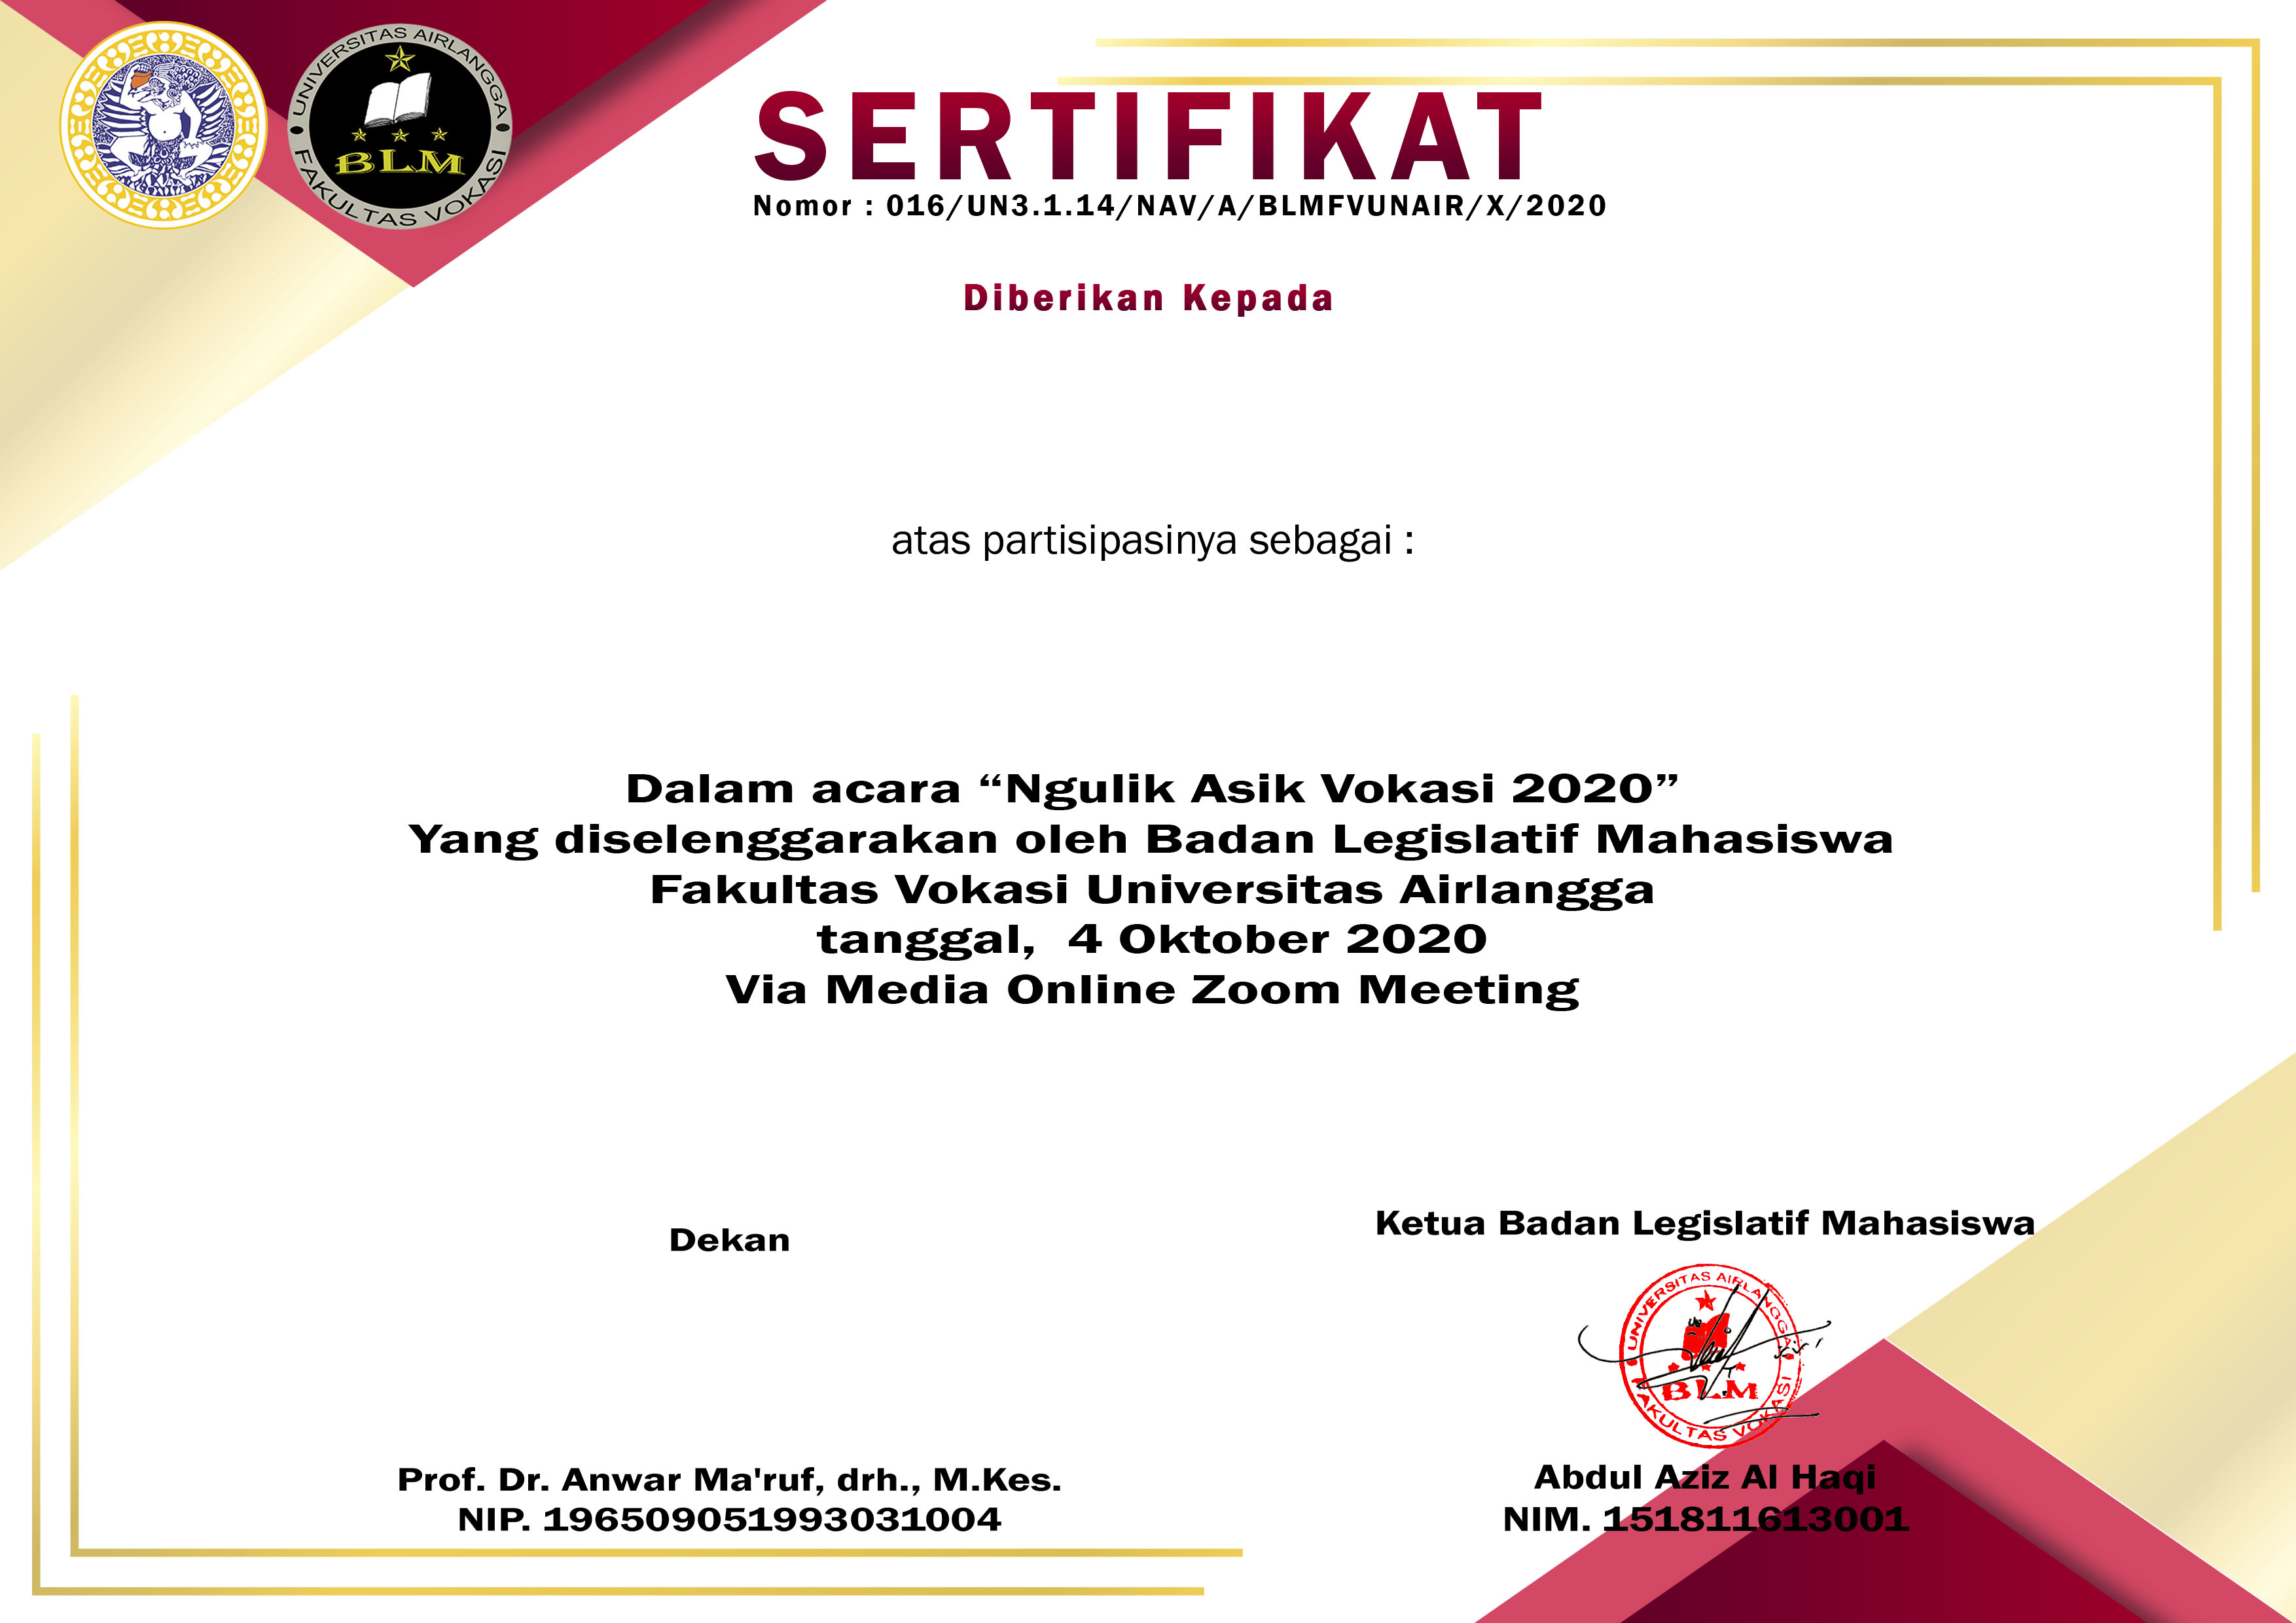 UNIVERSITAS AIRLANGGA
BLM
FAKULTAS VOKASI
SERTIFIKAT
Nomor : 016/UN3.1.14/NAV/A/BLMFVUNAIR/X/2020
Diberikan Kepada
atas partisipasinya sebagai :
Dalam acara “Ngulik Asik Vokasi 2020”
Yang diselenggarakan oleh Badan Legislatif Mahasiswa
Fakultas Vokasi Universitas Airlangga
tanggal,  4 Oktober 2020
Via Media Online Zoom Meeting
Dekan
Prof. Dr. Anwar Ma'ruf, drh., M.Kes.
NIP. 196509051993031004
Ketua Badan Legislatif Mahasiswa
UNIVERSITAS AIRLANGGA
BLM
FAKULTAS VOKASI
Abdul Aziz Al Haqi
NIM. 151811613001